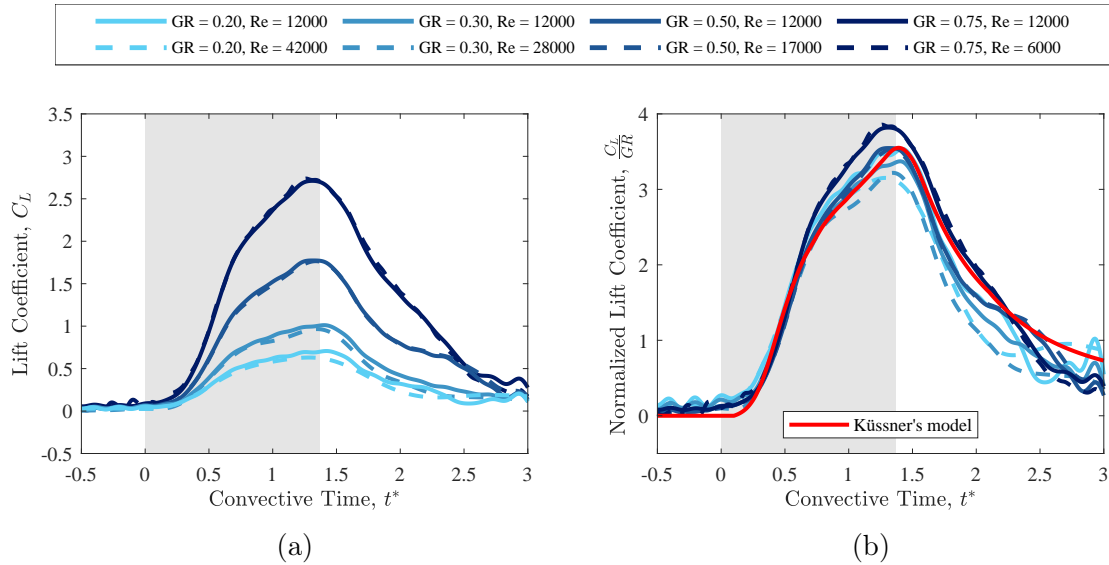 GR = 0.20, Re = 12000 GR = 0.30, Re = 12000 GR = 0.50, Re = 12000 GR = 0.75, Re = 12000
GR = 0.20, Re = 42000 GR = 0.30, Re = 28000 GR = 0.50, Re = 17000 GR = 0.75, Re = 6000
Lift Coefficient, C_L
3.5
3
2.5
2
1.5
1
0.5
0
-0.5
-0.5 0 0.5 1 1.5 2 2.5 3
Convective Time, t*
(a)
Normalized Lift Coefficient, C_L/GR
4
3
2
1
0
Küssner's model
-0.5 0 0.5 1 1.5 2 2.5 3
Convective Time, t*
(b)